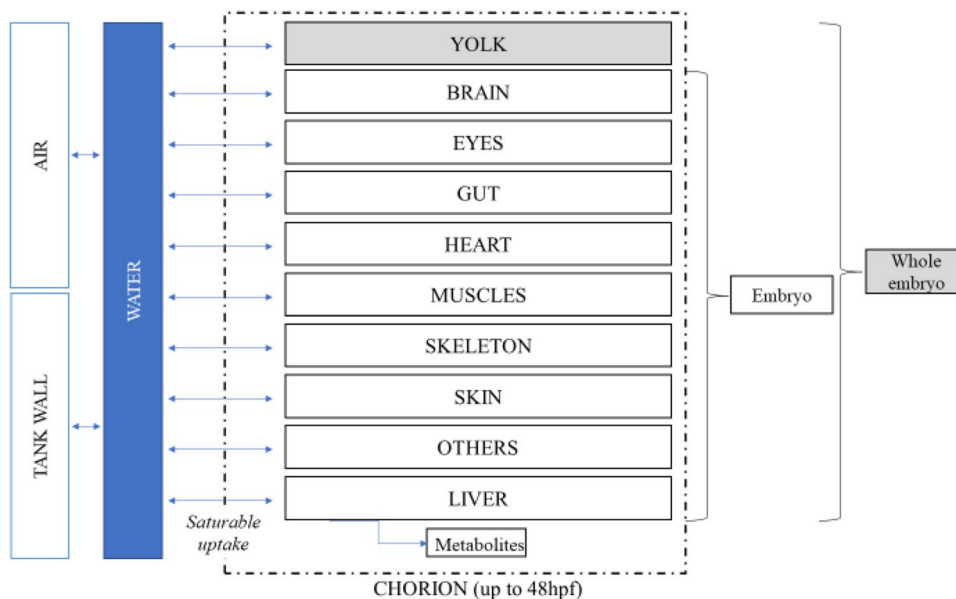 AIR
TANK WALL
WATER
YOLK
BRAIN
EYES
GUT
HEART
MUSCLES
SKELETON
SKIN
OTHERS
LIVER
Saturable
uptake
Metabolites
CHORION (up to 48hpf)
Embryo
Whole
embryo